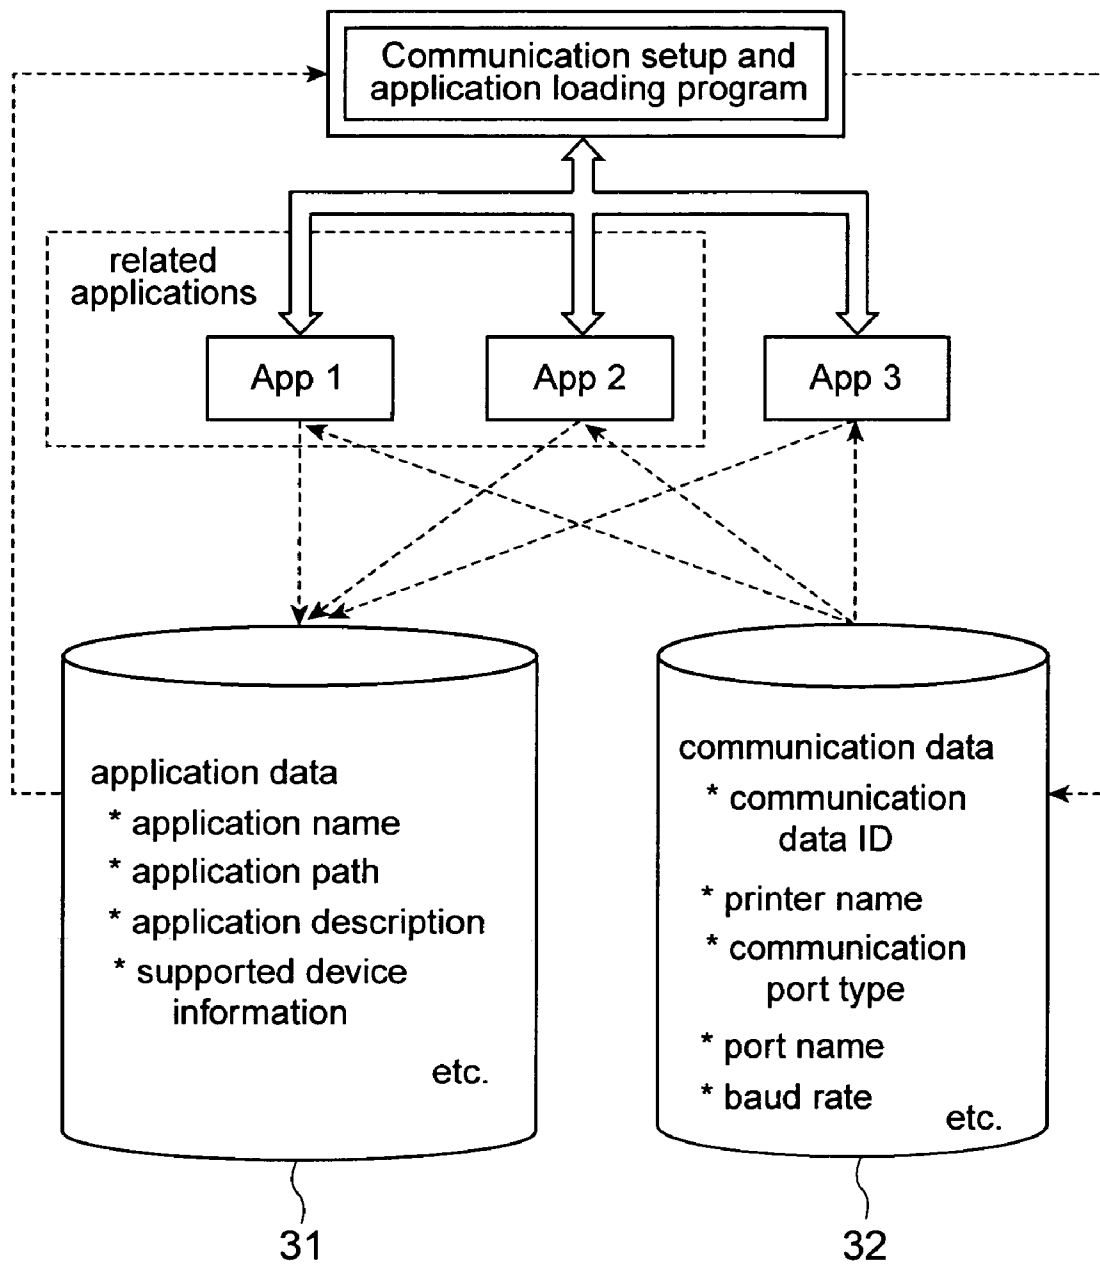 Communication setup and
application loading program
related
applications
App 1
App 2
App 3
application data
* application name
* application path
* application description
* supported device
information
etc.
communication data
* communication
data ID
* printer name
* communication
port type
* port name
* baud rate
etc.
31
32